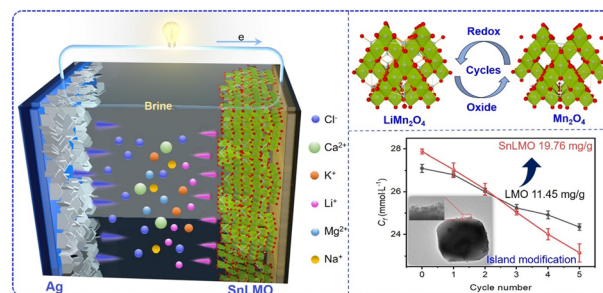 e
Brine
Cl⁻
Ca²⁺
K⁺
Li⁺
Mg²⁺
Na⁺
Ag
SnLMO
Redox
Cycles
Oxide
LiMn₂O₄
Mn₂O₄
SnLMO 19.76 mg/g
LMO 11.45 mg/g
Island modification
28
26
24
Cₜ (mmol·L⁻¹)
0 1 2 3 4 5
Cycle number